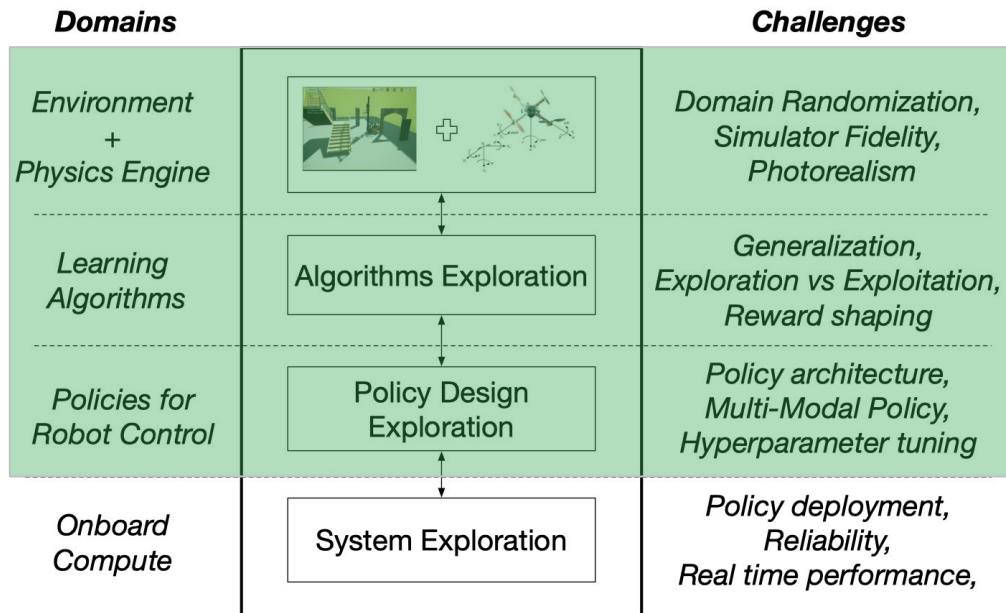 Domains
Challenges
Environment
+
Physics Engine
Domain Randomization,
Simulator Fidelity,
Photorealism
Learning
Algorithms
Algorithms Exploration
Generalization,
Exploration vs Exploitation,
Reward shaping
Policies for
Robot Control
Policy Design
Exploration
Policy architecture,
Multi-Modal Policy,
Hyperparameter tuning
Onboard
Compute
System Exploration
Policy deployment,
Reliability,
Real time performance,